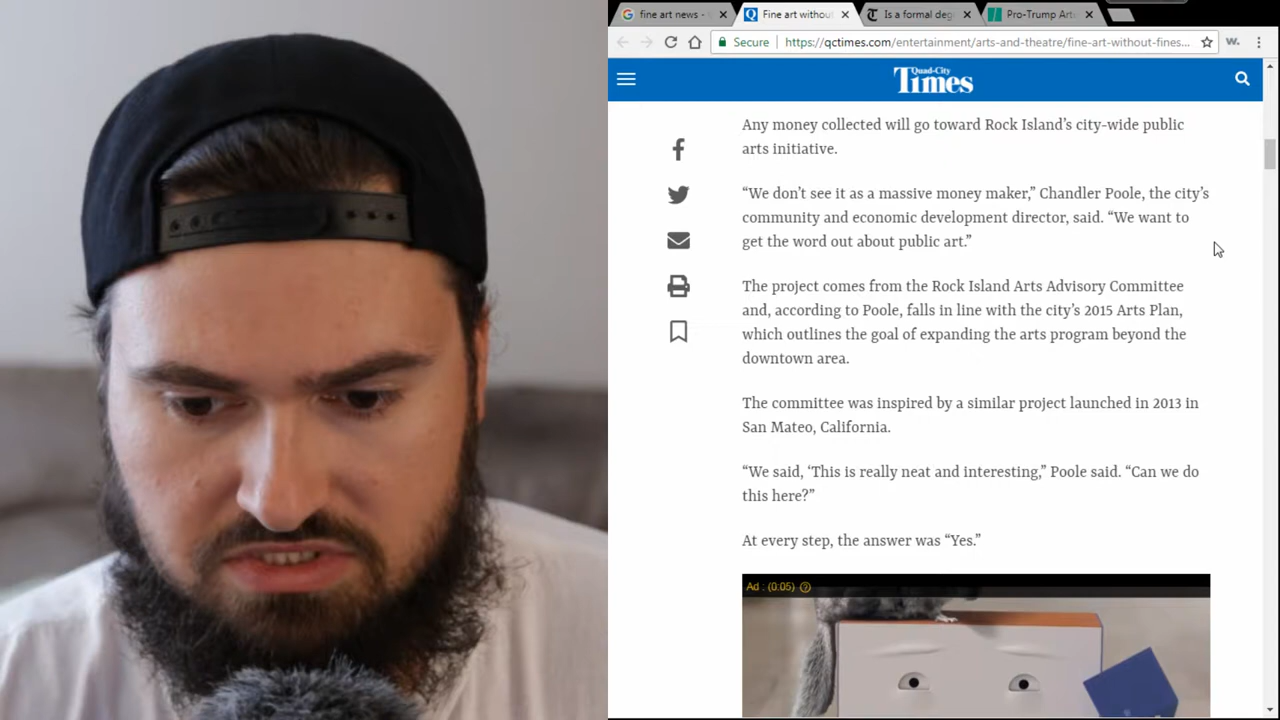 fine art news -
Fine art withou
Is a formal deg
Pro-Trump Art
Secure
https://qctimes.com/entertainment/arts-and-theatre/fine-art-without-fines...
W.
Quad-City
Times
Any money collected will go toward Rock Island’s city-wide public
arts initiative.
“We don’t see it as a massive money maker,” Chandler Poole, the city’s
community and economic development director, said. “We want to
get the word out about public art.”
The project comes from the Rock Island Arts Advisory Committee
and, according to Poole, falls in line with the city’s 2015 Arts Plan,
which outlines the goal of expanding the arts program beyond the
downtown area.
The committee was inspired by a similar project launched in 2013 in
San Mateo, California.
“We said, ‘This is really neat and interesting,” Poole said. “Can we do
this here?”
At every step, the answer was “Yes.”
Ad : (0:05)